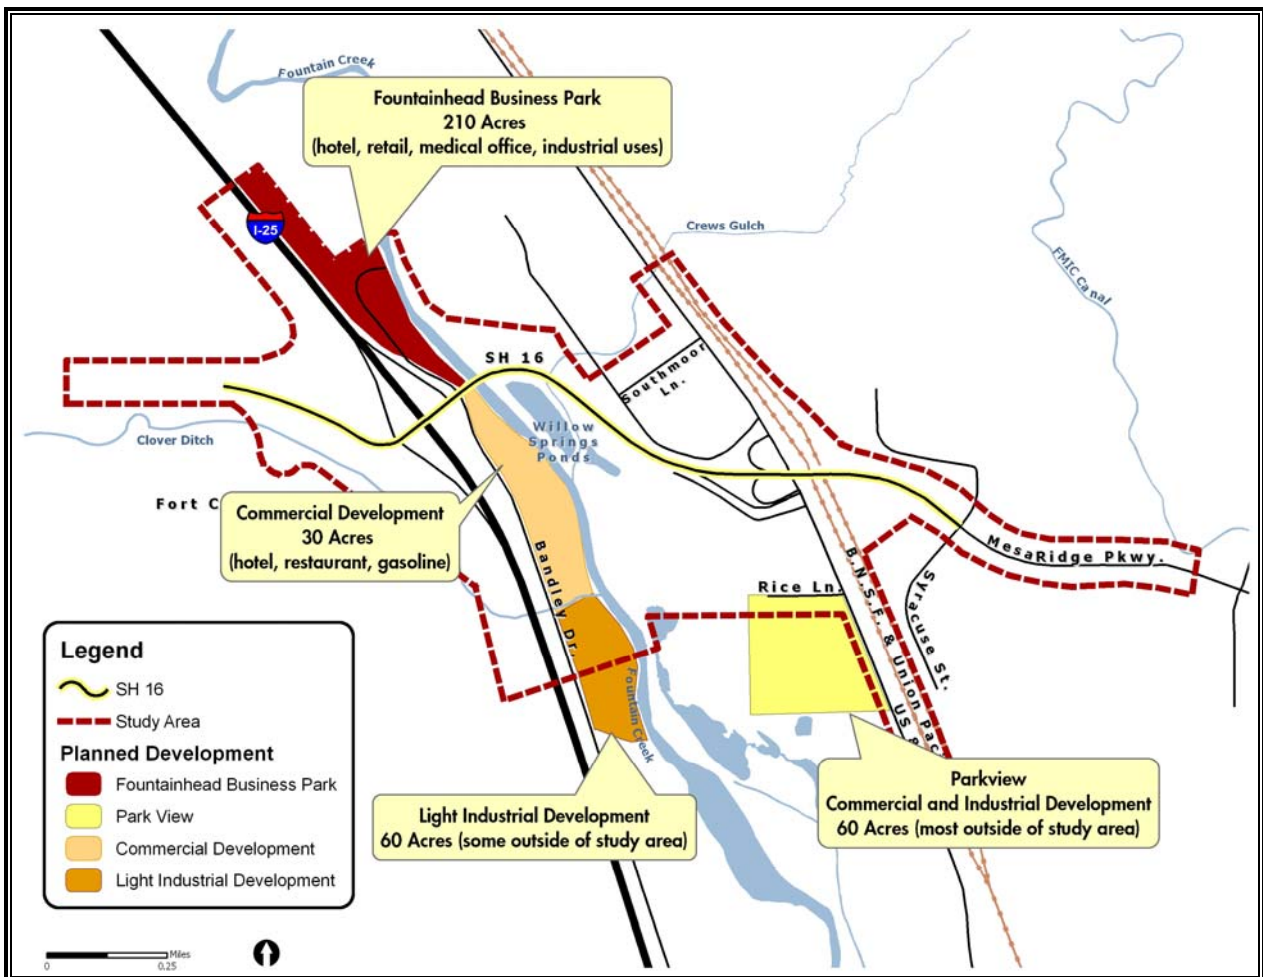 Fountain Creek
Fountainhead Business Park
210 Acres
(hotel, retail, medical office, industrial uses)
I-25
Crews Gulch
FMIC Canal
SH 16
Southmoor
Ln.
Clover Ditch
Willow
Springs
Ponds
Fort C
Commercial Development
30 Acres
(hotel, restaurant, gasoline)
Bandley Dr.
Mesa Ridge Pkwy.
Rice Ln.
B.N.S.F. & Union Pac
Syracuse St.
US 8
Fountain Creek
Legend
SH 16
Study Area
Planned Development
Fountainhead Business Park
Park View
Commercial Development
Light Industrial Development
Light Industrial Development
60 Acres (some outside of study area)
Parkview
Commercial and Industrial Development
60 Acres (most outside of study area)
Miles
0 0.25